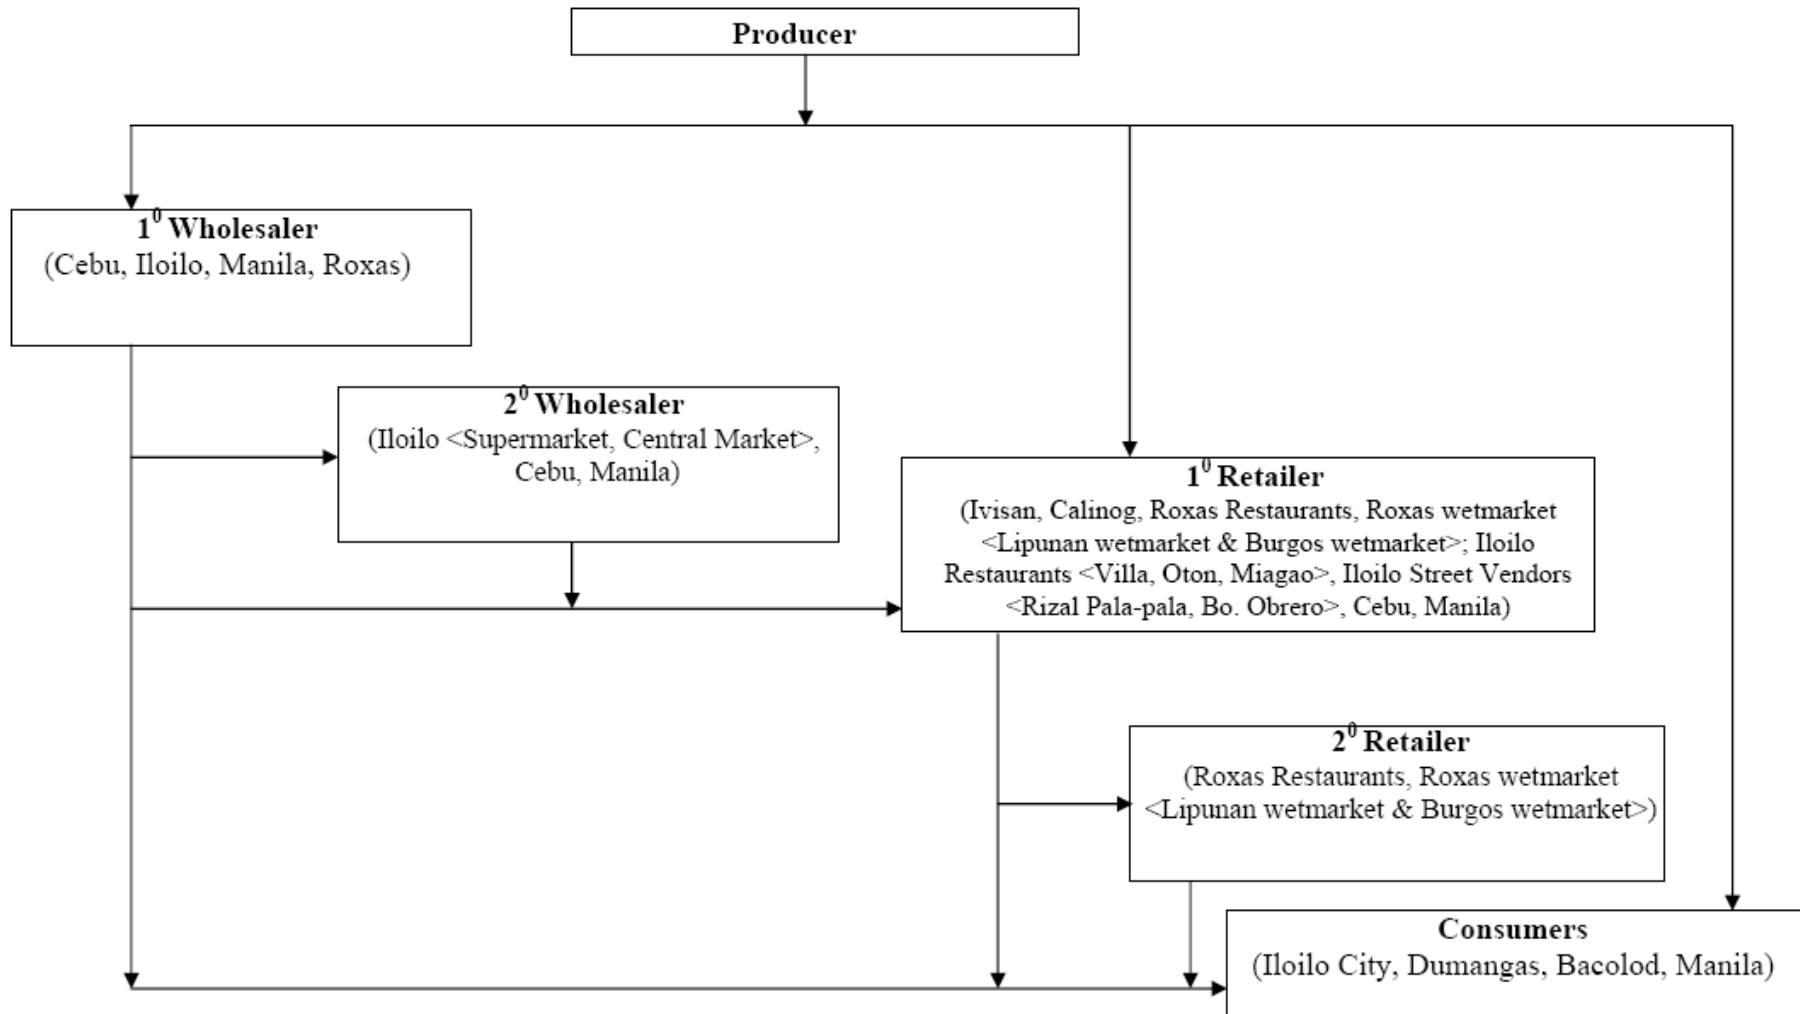 Producer
1⁰ Wholesaler
(Cebu, Iloilo, Manila, Roxas)
2⁰ Wholesaler
(Iloilo <Supermarket, Central Market>,
Cebu, Manila)
1⁰ Retailer
(Ivisan, Calinog, Roxas Restaurants, Roxas wetmarket
<Lipunan wetmarket & Burgos wetmarket>; Iloilo
Restaurants <Villa, Oton, Miagao>, Iloilo Street Vendors
<Rizal Pala-pala, Bo. Obrero>, Cebu, Manila)
2⁰ Retailer
(Roxas Restaurants, Roxas wetmarket
<Lipunan wetmarket & Burgos wetmarket>)
Consumers
(Iloilo City, Dumangas, Bacolod, Manila)